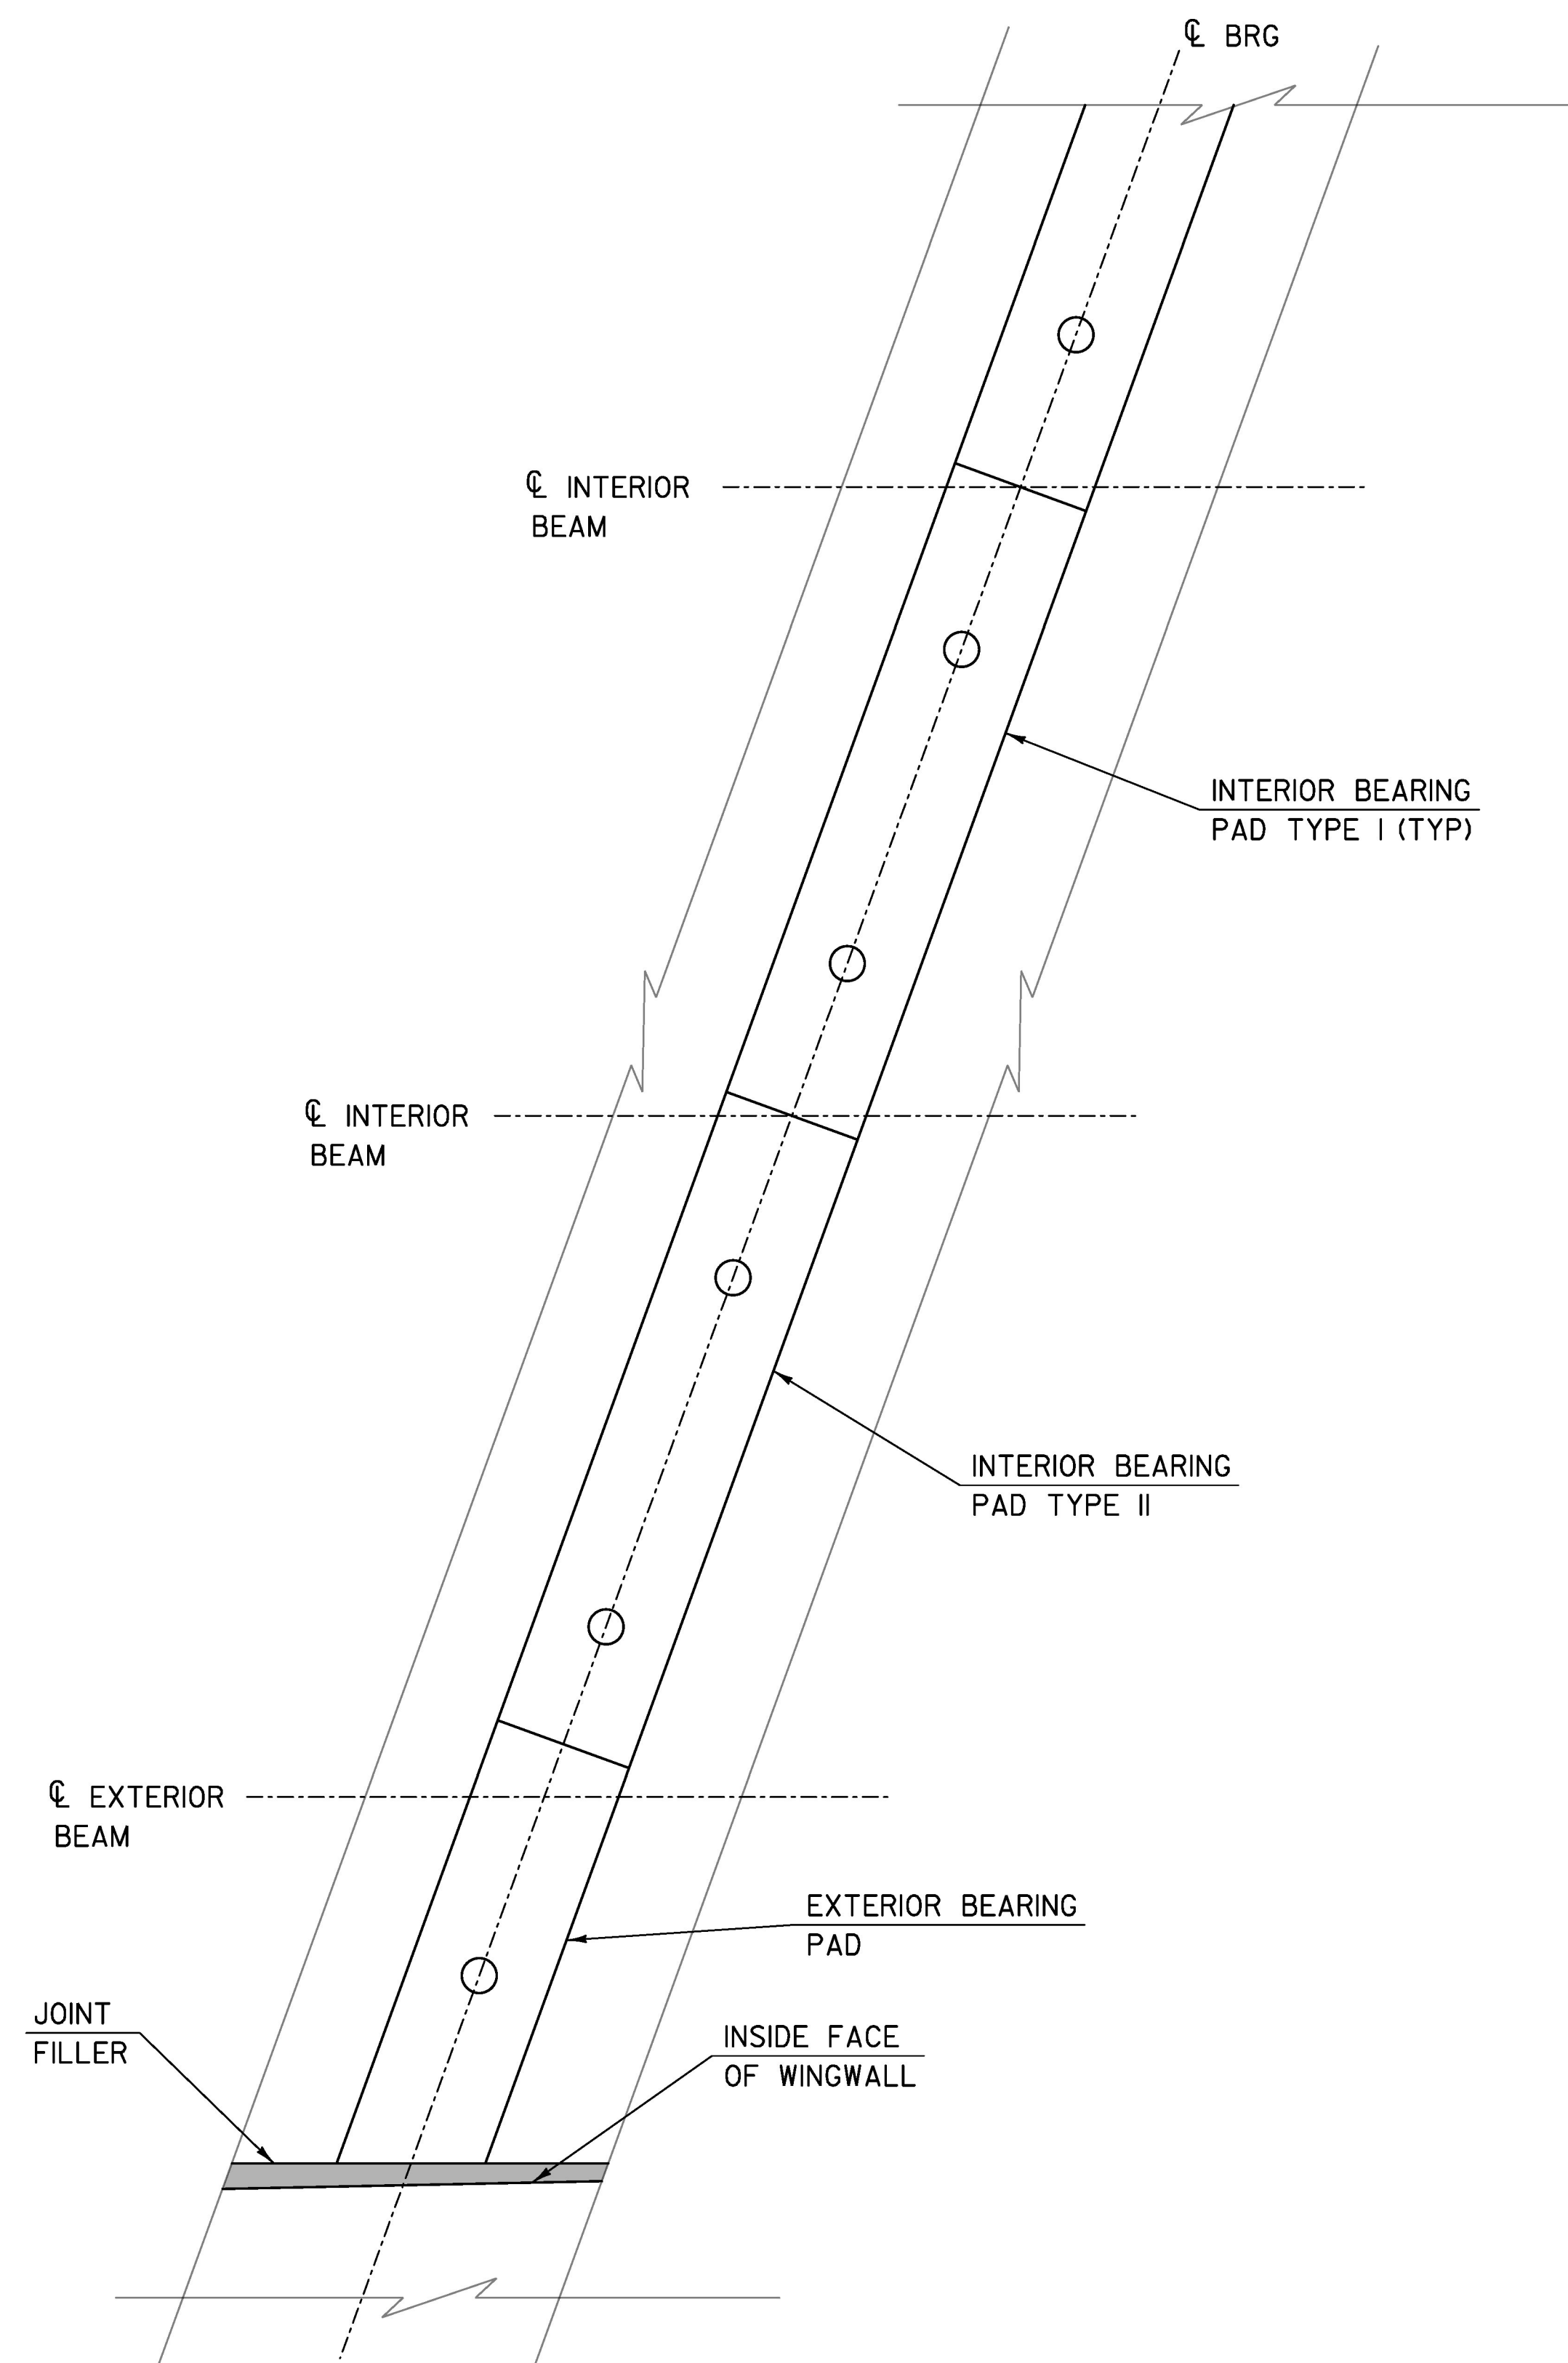 ℄ BRG
℄ INTERIOR
BEAM
INTERIOR BEARING
PAD TYPE I (TYP)
℄ INTERIOR
BEAM
INTERIOR BEARING
PAD TYPE II
℄ EXTERIOR
BEAM
EXTERIOR BEARING
PAD
JOINT
FILLER
INSIDE FACE
OF WINGWALL